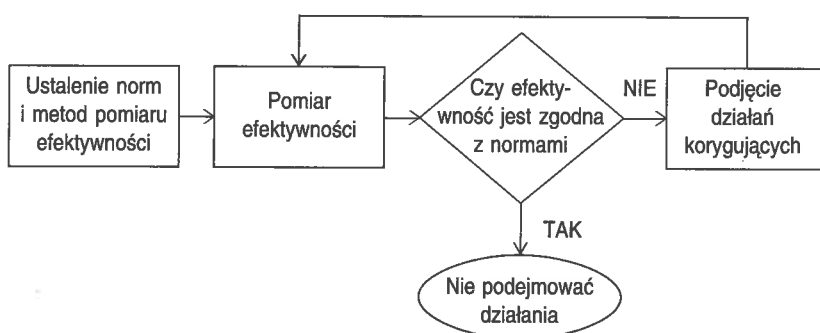 Ustalenie norm
i metod pomiaru
efektywności
Pomiar
efektywności
Czy efekty-
wność jest zgodna
z normami
NIE
Podjęcie
działań
korygujących
TAK
Nie podejmować
działania